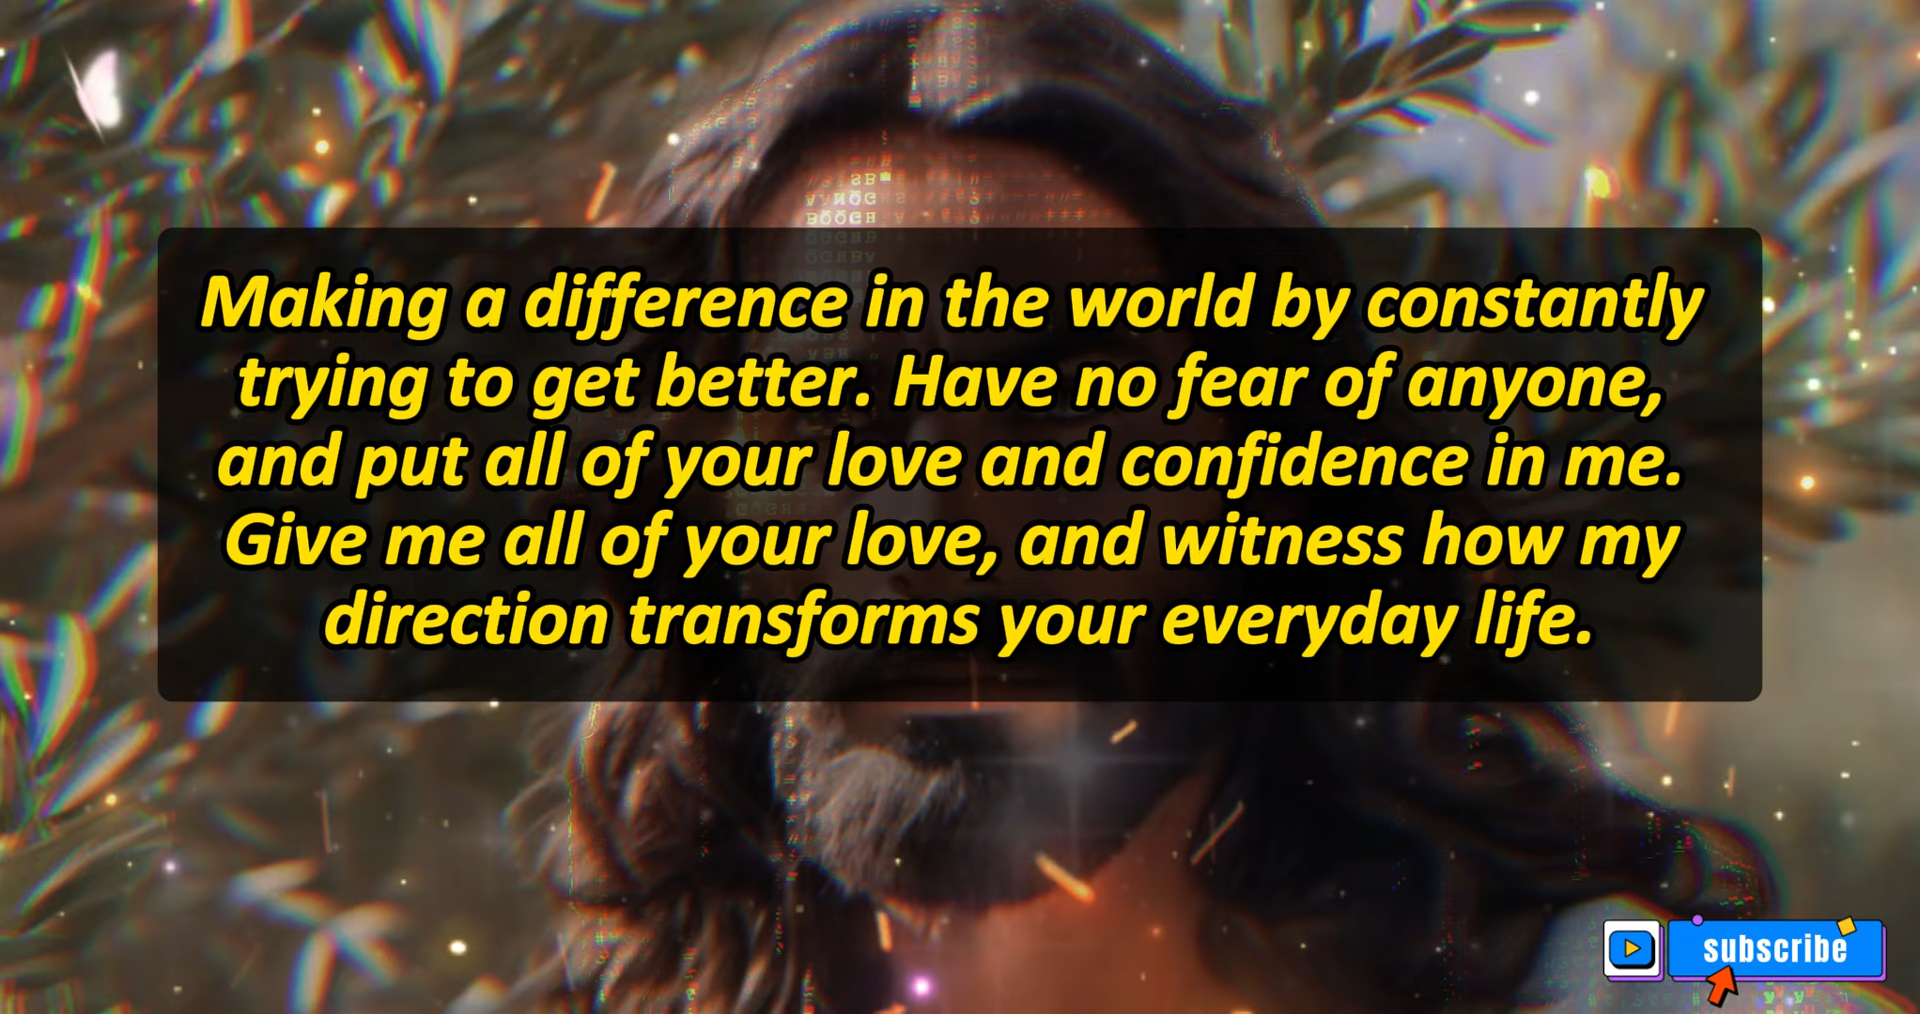 Making a difference in the world by constantly
trying to get better. Have no fear of anyone,
and put all of your love and confidence in me.
Give me all of your love, and witness how my
direction transforms your everyday life.
subscribe